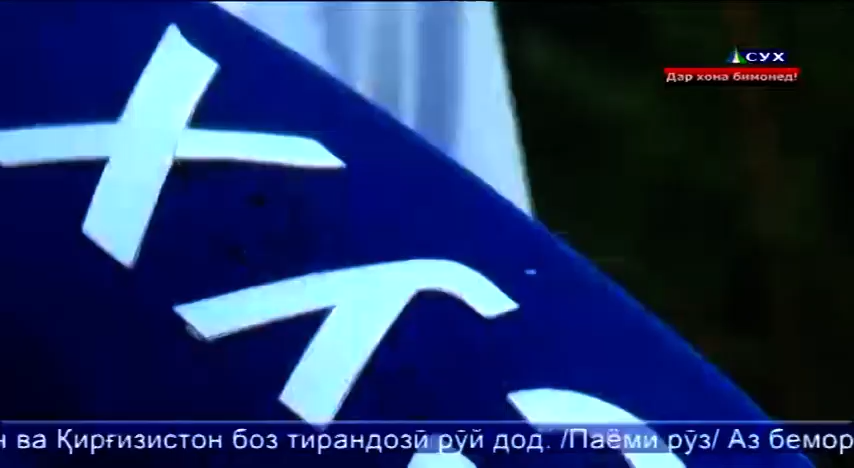 СУХ
Дар хона бимонед!
н ва Қирғизистон боз тирандозӣ рӯй дод. /Паёми рӯз/ Аз бемор